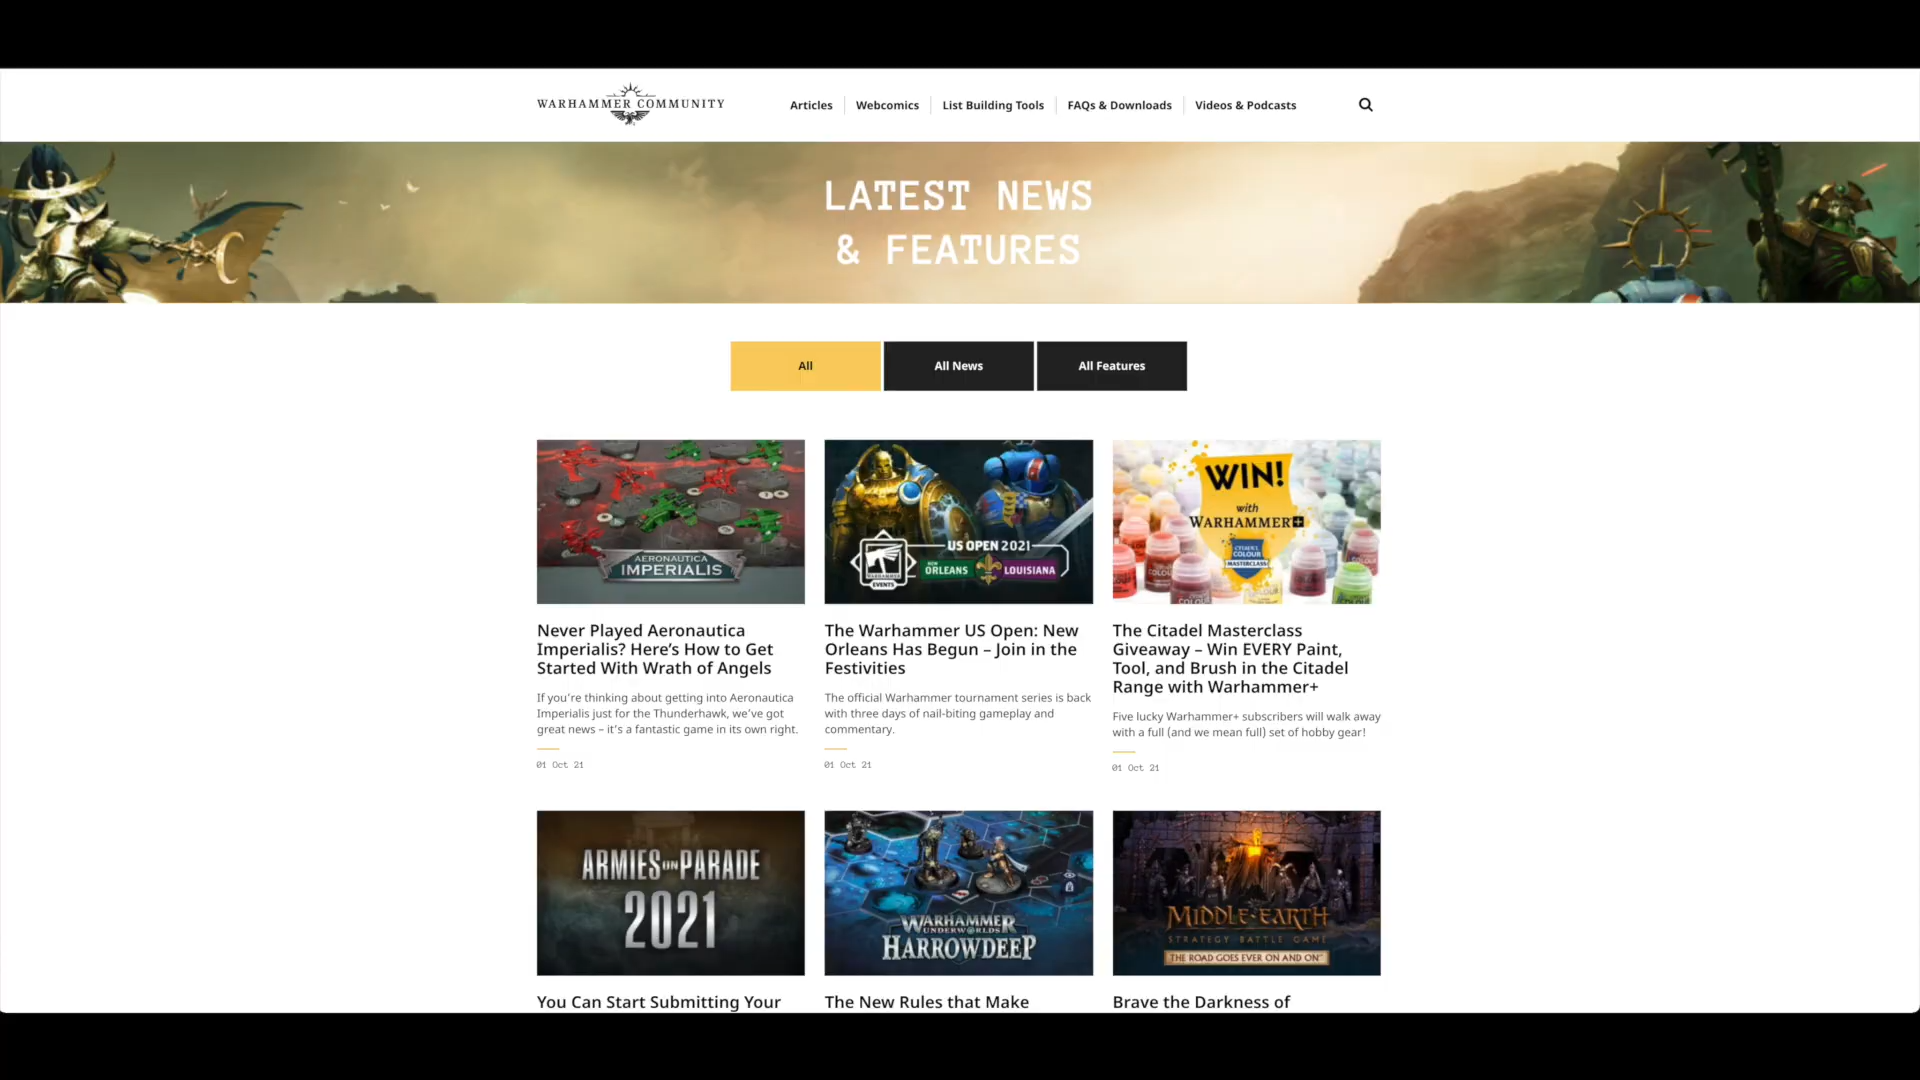 WARHAMMER COMMUNITY
Articles
Webcomics
List Building Tools
FAQs & Downloads
Videos & Podcasts
LATEST NEWS
& FEATURES
All
All News
All Features
AERONAUTICA
IMPERIALIS
US OPEN 2021
NEW
ORLEANS
LOUISIANA
WARHAMMER
EVENTS
WIN!
with
WARHAMMER+
CITADEL
COLOUR
MASTERCLASS
Never Played Aeronautica
Imperialis? Here’s How to Get
Started With Wrath of Angels
If you’re thinking about getting into Aeronautica
Imperialis just for the Thunderhawk, we’ve got
great news – it’s a fantastic game in its own right.
01 Oct 21
The Warhammer US Open: New
Orleans Has Begun – Join in the
Festivities
The official Warhammer tournament series is back
with three days of nail-biting gameplay and
commentary.
01 Oct 21
The Citadel Masterclass
Giveaway – Win EVERY Paint,
Tool, and Brush in the Citadel
Range with Warhammer+
Five lucky Warhammer+ subscribers will walk away
with a full (and we mean full) set of hobby gear!
01 Oct 21
ARMIES ON PARADE
2021
WARHAMMER
UNDERWORLDS
HARROWDEEP
MIDDLE-EARTH
STRATEGY BATTLE GAME
THE ROAD GOES EVER ON AND ON™
You Can Start Submitting Your
The New Rules that Make
Brave the Darkness of